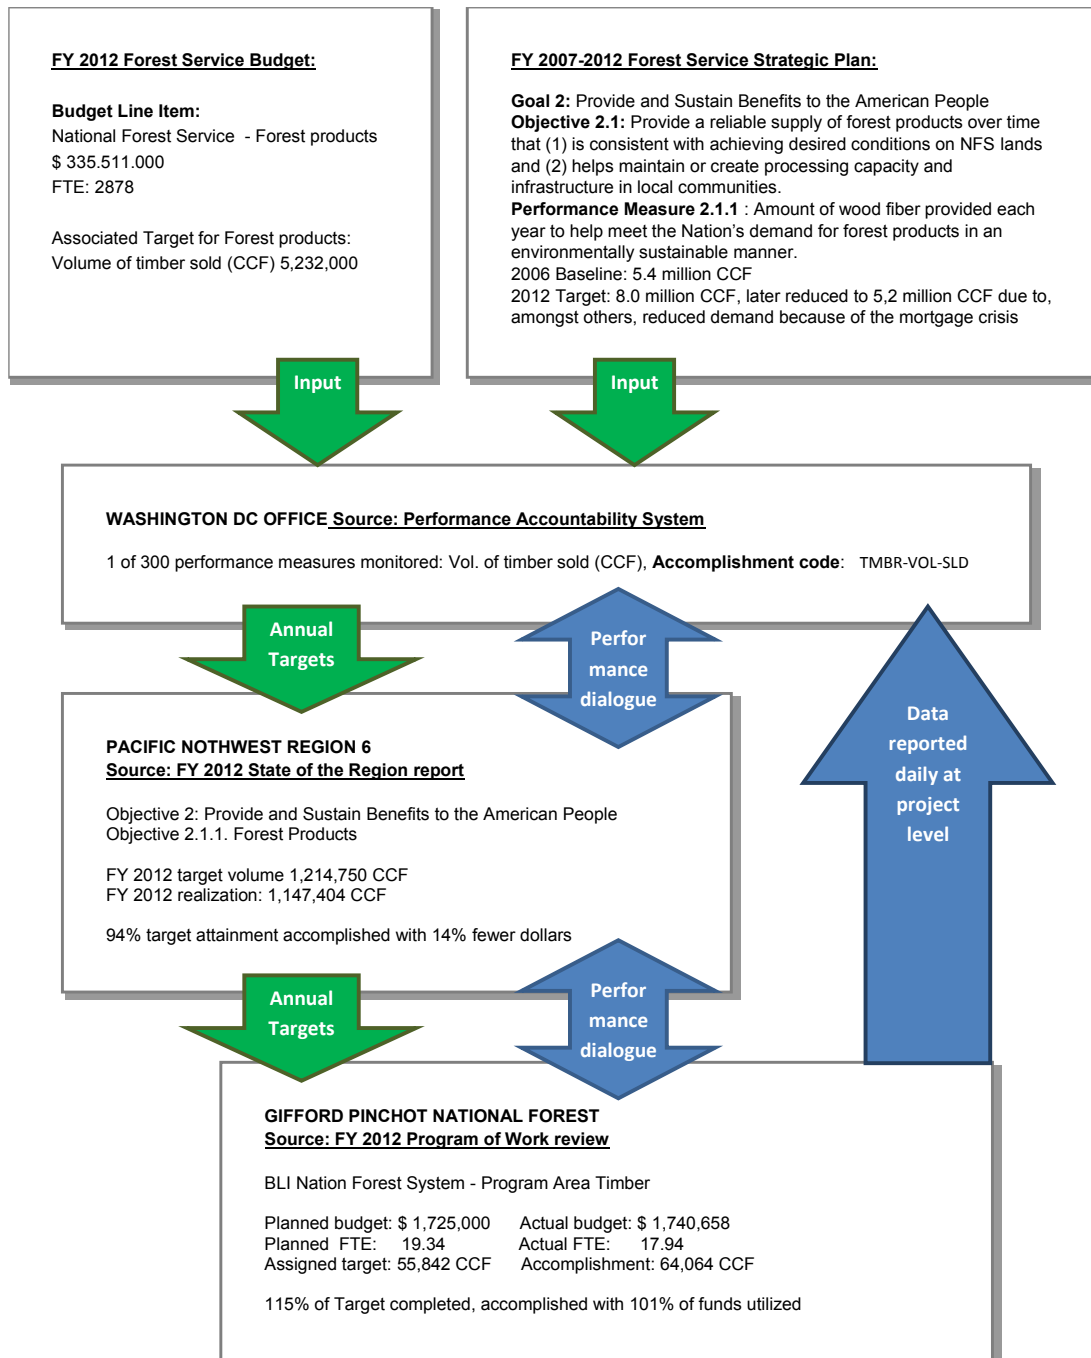 FY 2012 Forest Service Budget:
Budget Line Item:
National Forest Service - Forest products
$ 335.511.000
FTE: 2878
Associated Target for Forest products:
Volume of timber sold (CCF) 5,232,000
FY 2007-2012 Forest Service Strategic Plan:
Goal 2: Provide and Sustain Benefits to the American People
Objective 2.1: Provide a reliable supply of forest products over time
that (1) is consistent with achieving desired conditions on NFS lands
and (2) helps maintain or create processing capacity and
infrastructure in local communities.
Performance Measure 2.1.1 : Amount of wood fiber provided each
year to help meet the Nation's demand for forest products in an
environmentally sustainable manner.
2006 Baseline: 5.4 million CCF
2012 Target: 8.0 million CCF, later reduced to 5,2 million CCF due to,
amongst others, reduced demand because of the mortgage crisis
Input
Input
WASHINGTON DC OFFICE Source: Performance Accountability System
1 of 300 performance measures monitored: Vol. of timber sold (CCF), Accomplishment code: TMBR-VOL-SLD
Annual
Targets
Perfor
mance
dialogue
Data
reported
daily at
project
level
PACIFIC NOTHWEST REGION 6
Source: FY 2012 State of the Region report
Objective 2: Provide and Sustain Benefits to the American People
Objective 2.1.1. Forest Products
FY 2012 target volume 1,214,750 CCF
FY 2012 realization: 1,147,404 CCF
94% target attainment accomplished with 14% fewer dollars
Annual
Targets
Perfor
mance
dialogue
GIFFORD PINCHOT NATIONAL FOREST
Source: FY 2012 Program of Work review
BLI Nation Forest System - Program Area Timber
Planned budget: $ 1,725,000 Actual budget: $ 1,740,658
Planned FTE: 19.34 Actual FTE: 17.94
Assigned target: 55,842 CCF Accomplishment: 64,064 CCF
115% of Target completed, accomplished with 101% of funds utilized